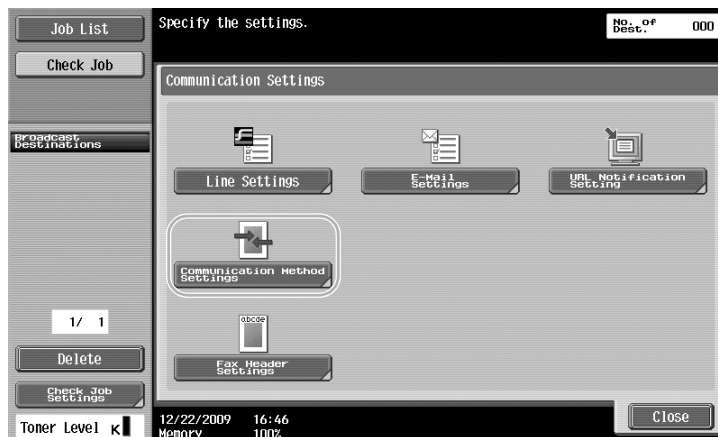 Job List
Check Job
Broadcast
Destinations
1/ 1
Delete
Check Job
Settings
Toner Level K
Specify the settings.
No. of
Dest.
000
Communication Settings
Line Settings
E-Mail
Settings
URL Notification
Setting
Communication Method
Settings
abcde
Fax Header
Settings
12/22/2009 16:46
Memory 100%
Close